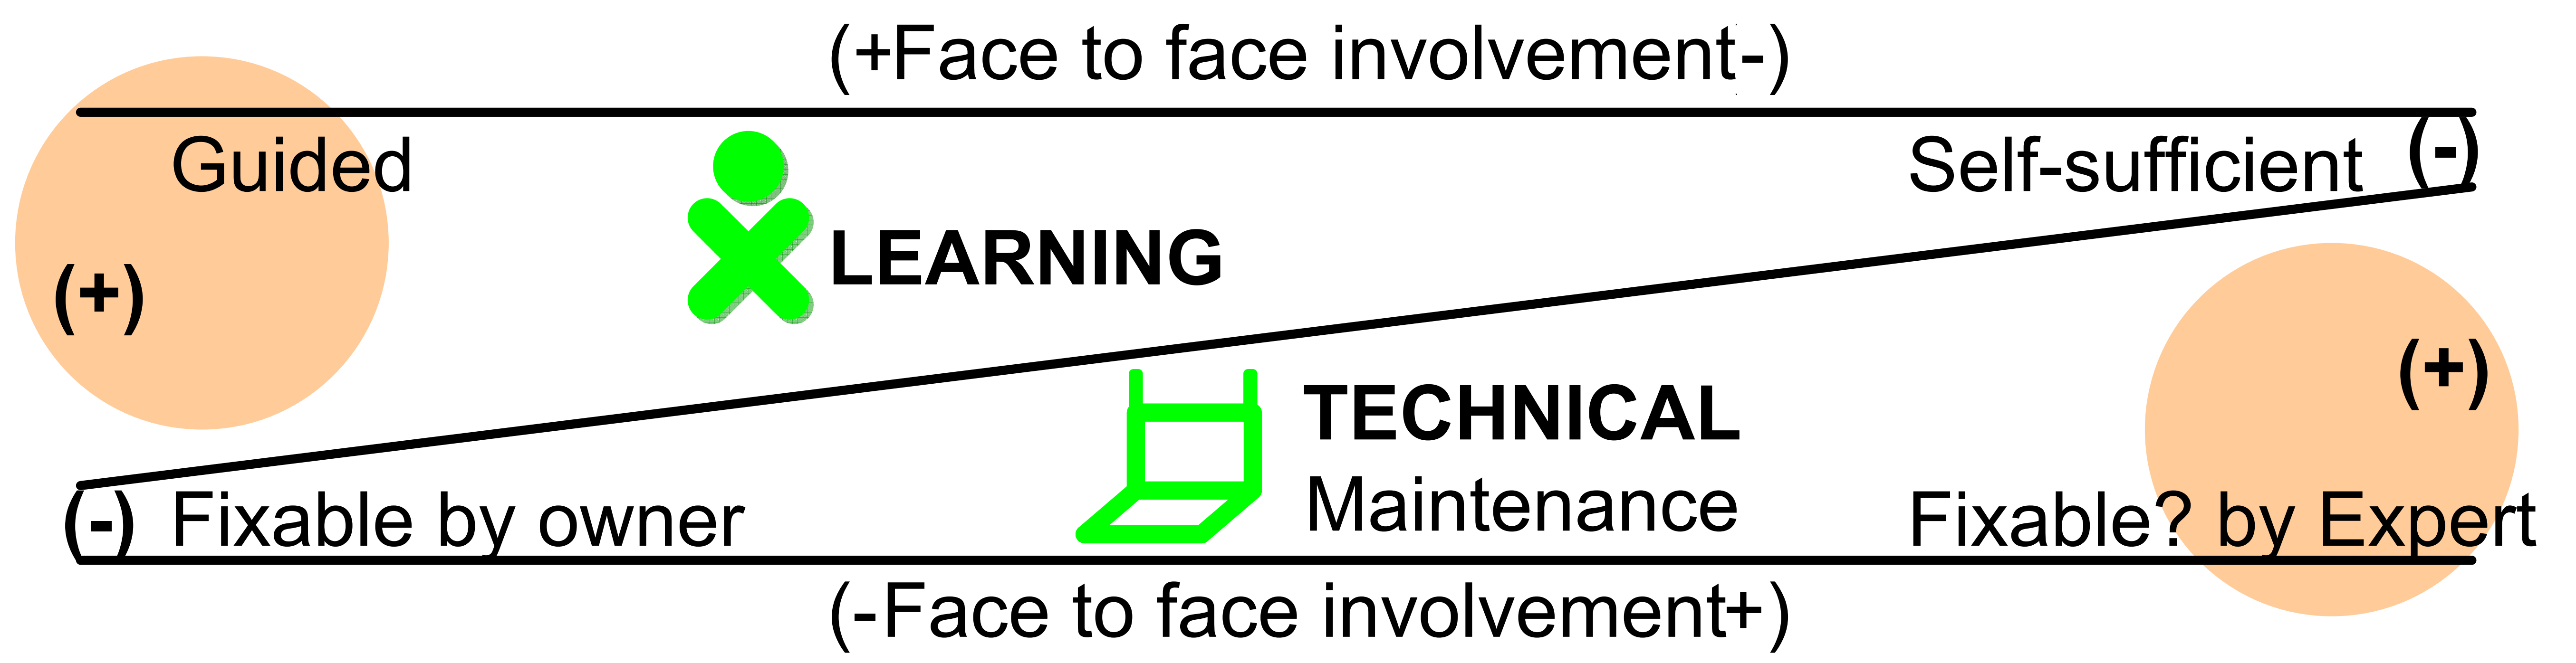 (+Face to face involvement-)
Guided
Self-sufficient (-)
LEARNING
(+)
(+)
TECHNICAL
Maintenance
(-) Fixable by owner
Fixable? by Expert
(-Face to face involvement+)